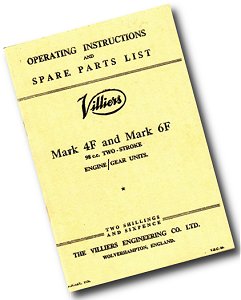 OPERATING INSTRUCTIONS
AND
SPARE PARTS LIST
Villiers
Mark 4F and Mark 6F
98 c.c. TWO-STROKE
ENGINE/GEAR UNITS.
TWO SHILLINGS
AND SIXPENCE
THE VILLIERS ENGINEERING CO. LTD.
WOLVERHAMPTON, ENGLAND.